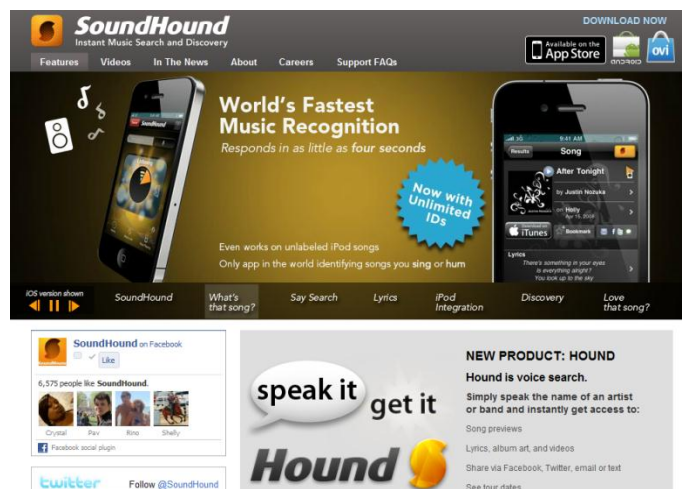 SoundHound
Instant Music Search and Discovery
DOWNLOAD NOW
Available on the
App Store
ANDROID
ovi
Features
Videos
In The News
About
Careers
Support FAQs
World's Fastest
Music Recognition
Responds in as little as four seconds
Now with
Unlimited
IDs
Even works on unlabeled iPod songs
Only app in the world identifying songs you sing or hum
SoundHound
9:41 AM
Results
Song
After Tonight
by Justin Nozuka
on Holly
Apr 15, 2008
iTunes
Bookmark
Lyrics
There's something in your eyes
Is everything alright?
You look up to the sky
iOS version shown
SoundHound
What's
that song?
Say Search
Lyrics
iPod
Integration
Discovery
Love
that song?
SoundHound on Facebook
Like
6,575 people like SoundHound.
Crystal
Pav
Rino
Shelly
Facebook social plugin
twitter
Follow @SoundHound
speak it
get it
Hound
NEW PRODUCT: HOUND
Hound is voice search.
Simply speak the name of an artist
or band and instantly get access to:
Song previews
Lyrics, album art, and videos
Share via Facebook, Twitter, email or text
See tour dates